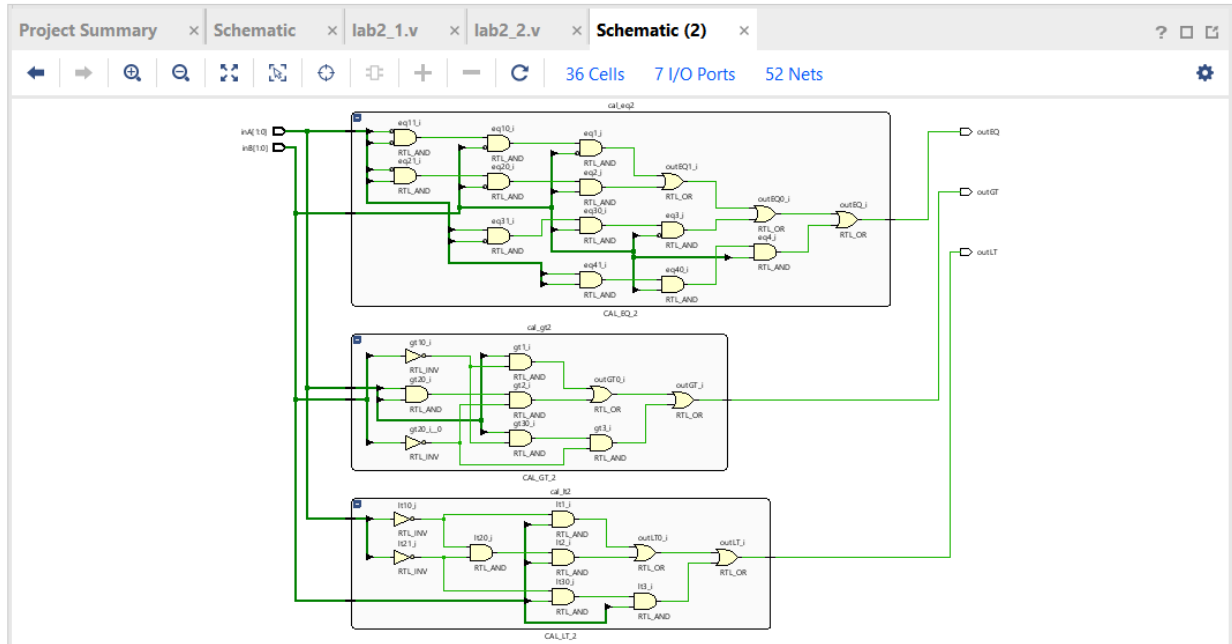 Project Summary
Schematic
lab2_1.v
lab2_2.v
Schematic (2)
36 Cells
7 I/O Ports
52 Nets
cal_eq2
inA[1:0]
inB[1:0]
eq11_i
RTL_AND
eq10_i
RTL_AND
eq1_i
RTL_AND
eq21_i
RTL_AND
eq20_i
RTL_AND
eq2_i
RTL_AND
outEQ1_i
RTL_OR
eq31_i
RTL_AND
eq30_i
RTL_AND
eq3_i
RTL_AND
outEQ0_i
RTL_OR
outEQ_i
RTL_OR
eq4_i
RTL_AND
eq41_i
RTL_AND
eq40_i
RTL_AND
CAL_EQ_2
outEQ
outGT
outLT
cal_gt2
gt10_i
RTL_INV
gt1_i
RTL_AND
gt20_i
RTL_AND
gt2_i
RTL_AND
outGT0_i
RTL_OR
outGT_i
RTL_OR
gt20_i__0
RTL_INV
gt30_i
RTL_AND
gt3_i
RTL_AND
CAL_GT_2
cal_lt2
lt10_i
RTL_INV
lt1_i
RTL_AND
lt21_i
RTL_INV
lt20_i
RTL_AND
lt2_i
RTL_AND
outLT0_i
RTL_OR
outLT_i
RTL_OR
lt30_i
RTL_AND
lt3_i
RTL_AND
CAL_LT_2